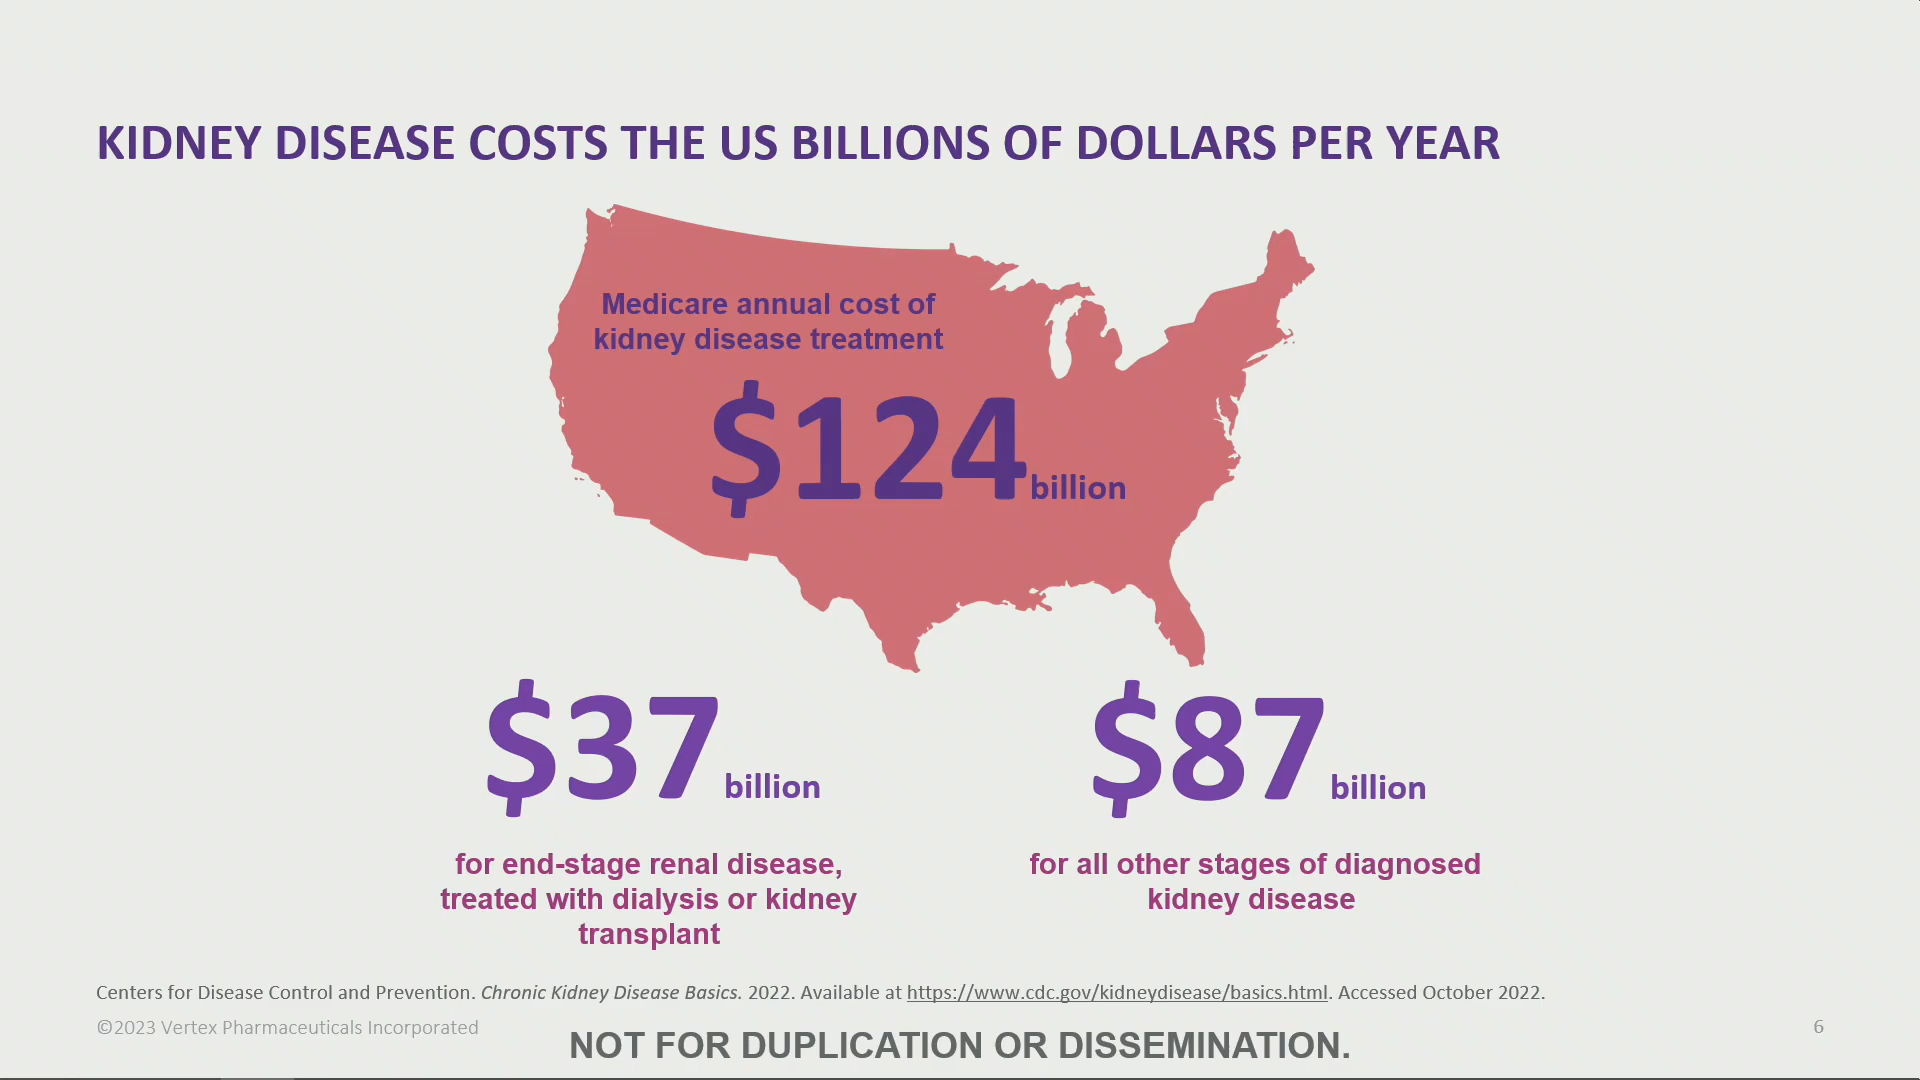 KIDNEY DISEASE COSTS THE US BILLIONS OF DOLLARS PER YEAR
Medicare annual cost of
kidney disease treatment
$124 billion
$37 billion
for end-stage renal disease,
treated with dialysis or kidney
transplant
$87 billion
for all other stages of diagnosed
kidney disease
Centers for Disease Control and Prevention. Chronic Kidney Disease Basics. 2022. Available at https://www.cdc.gov/kidneydisease/basics.html. Accessed October 2022.
©2023 Vertex Pharmaceuticals Incorporated
NOT FOR DUPLICATION OR DISSEMINATION.
6